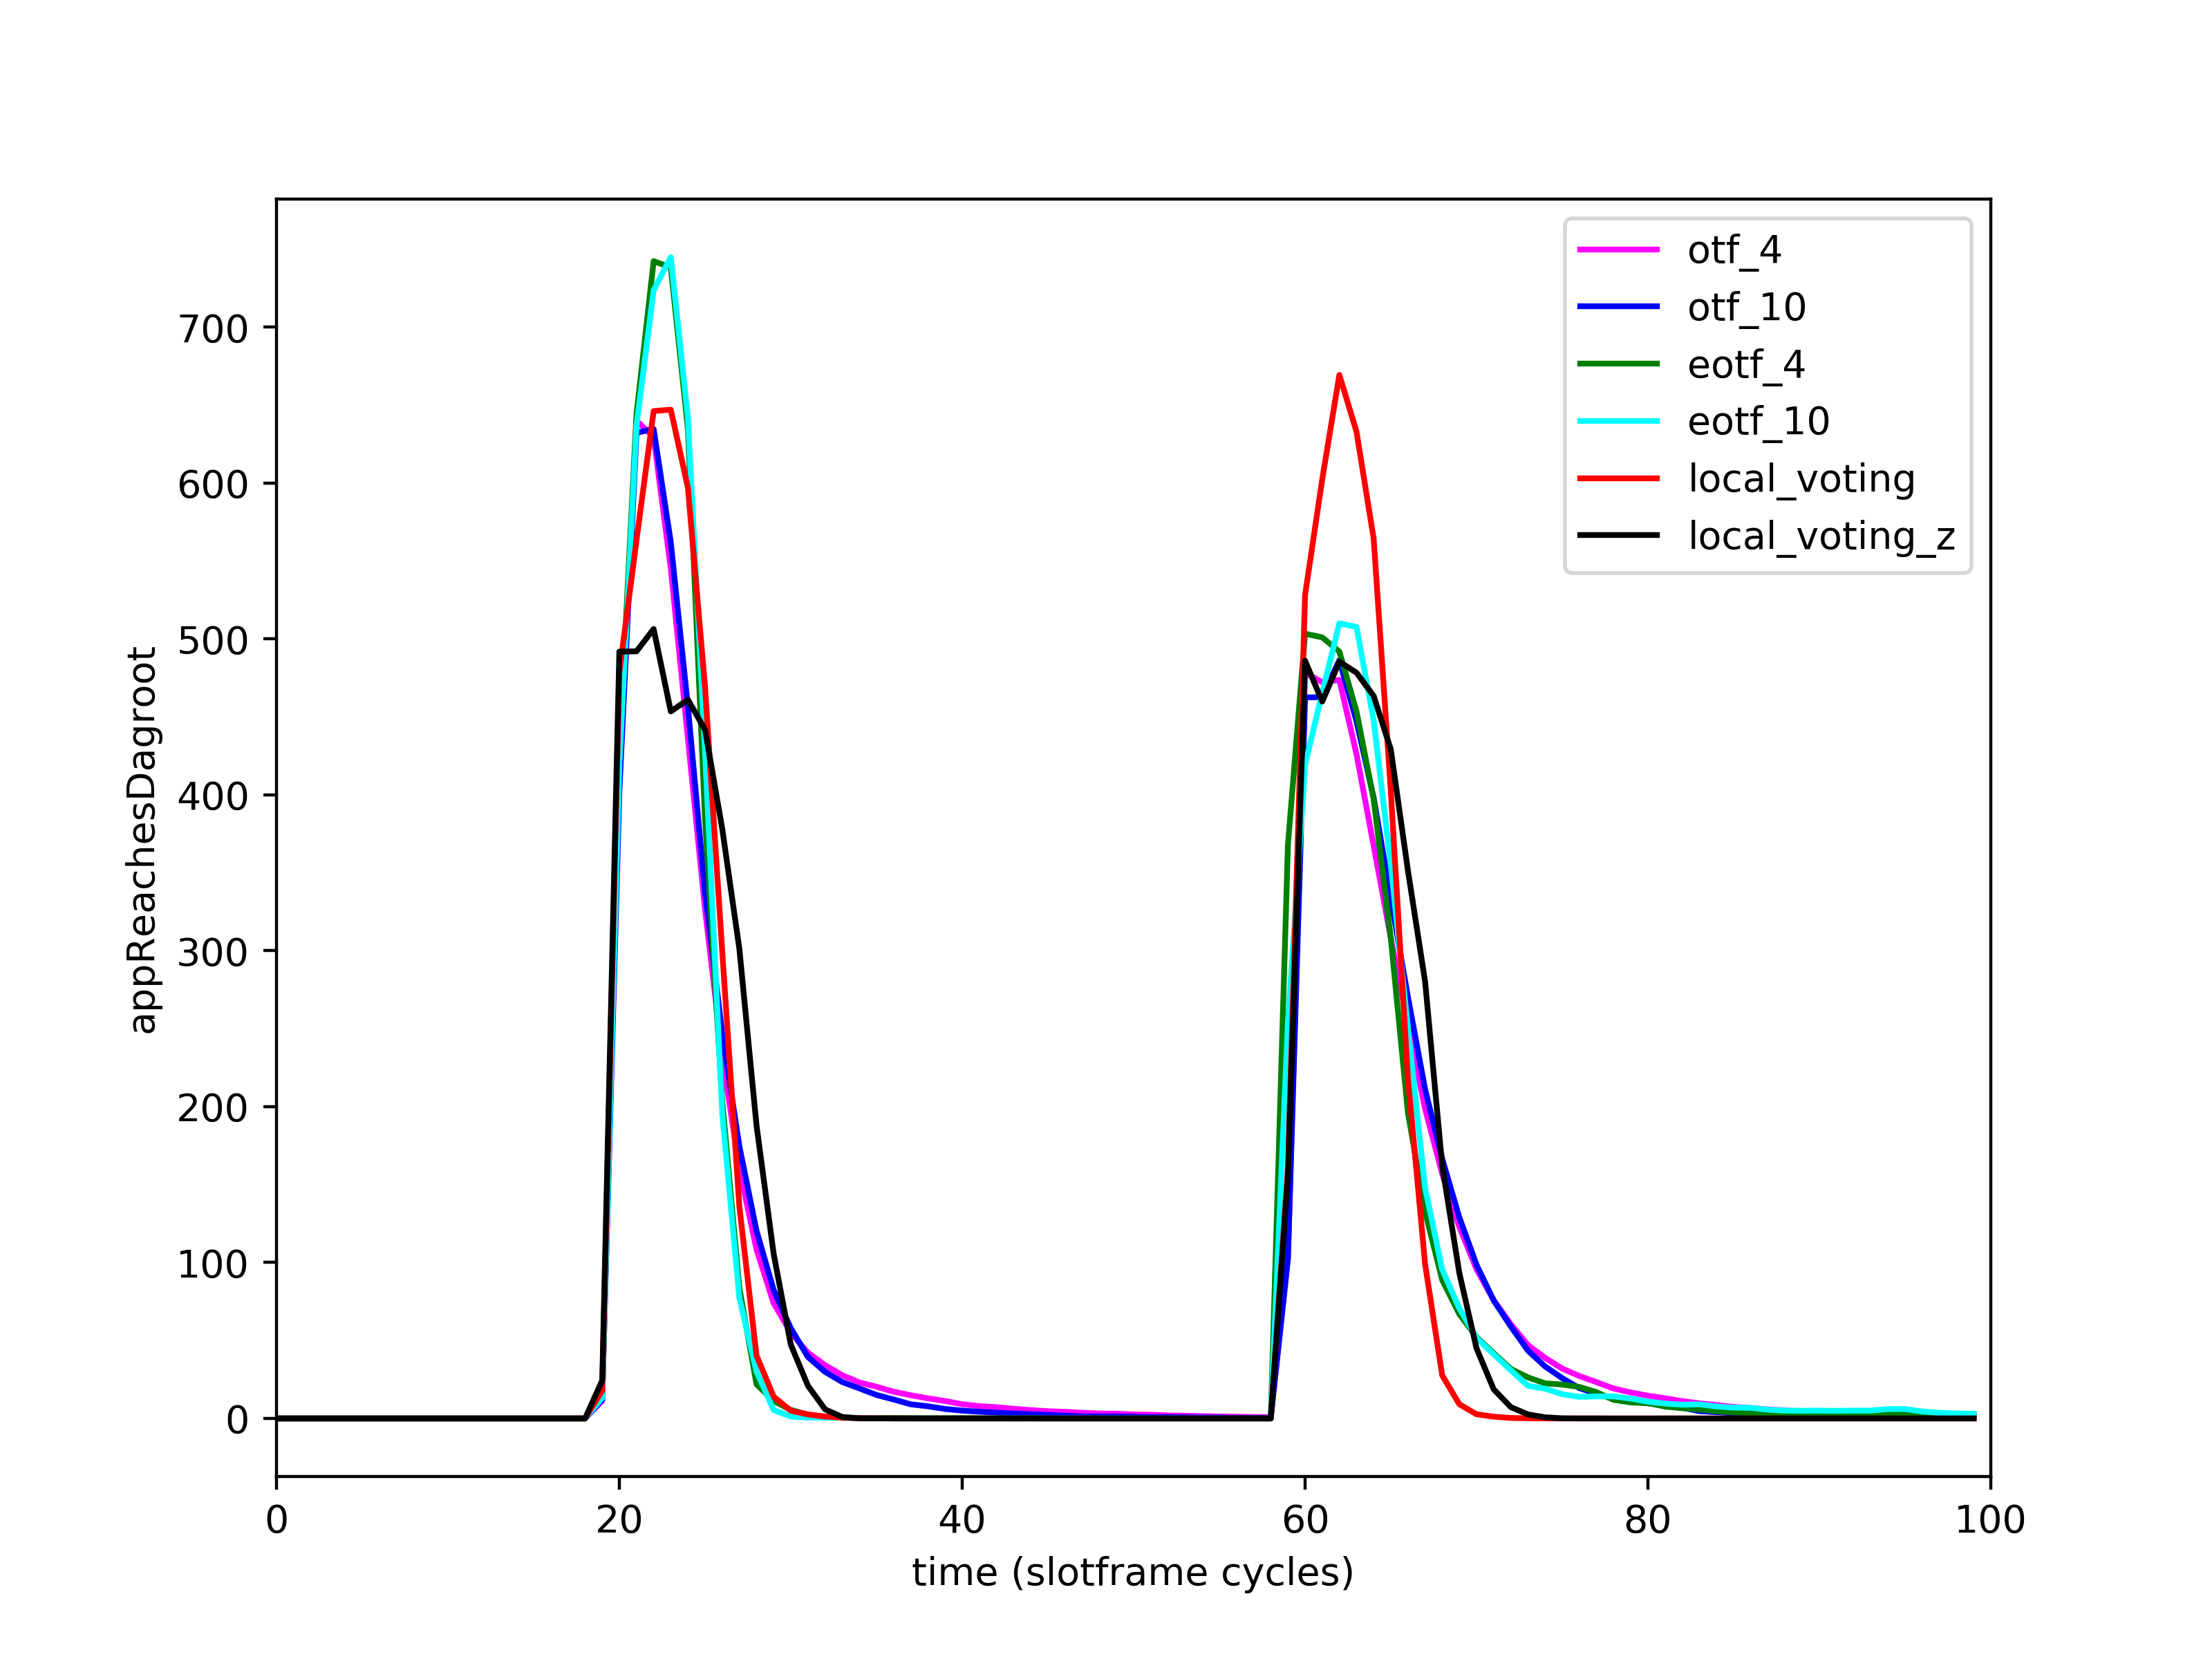 otf_4
otf_10
eotf_4
eotf_10
local_voting
local_voting_z
appReachesDagroot
700
600
500
400
300
200
100
0
0 20 40 60 80 100
time (slotframe cycles)